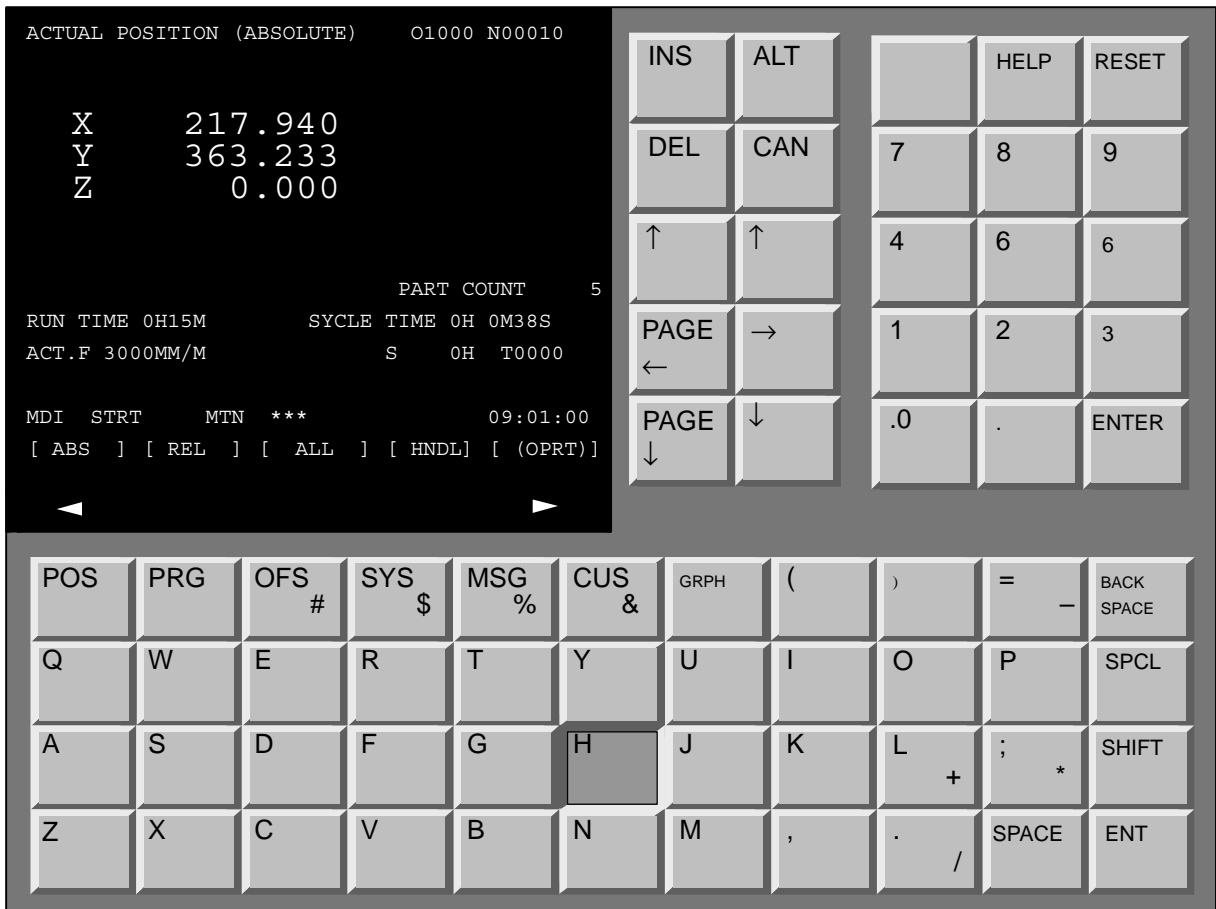 ACTUAL POSITION (ABSOLUTE) O1000 N00010
X 217.940
Y 363.233
Z 0.000
PART COUNT 5
RUN TIME 0H15M SYCLE TIME 0H 0M38S
ACT.F 3000MM/M S 0H T0000
MDI STRT MTN *** 09:01:00
[ ABS ] [ REL ] [ ALL ] [ HNDL] [ (OPRT)]
INS ALT
DEL CAN
↑ ↑
PAGE ← →
PAGE ↓ ↓
HELP RESET
7 8 9
4 6 6
1 2 3
.0 . ENTER
POS PRG OFS # SYS $ MSG % CUS & GRPH ( ) = – BACK SPACE
Q W E R T Y U I O P SPCL
A S D F G H J K L + ; * SHIFT
Z X C V B N M , . / SPACE ENT